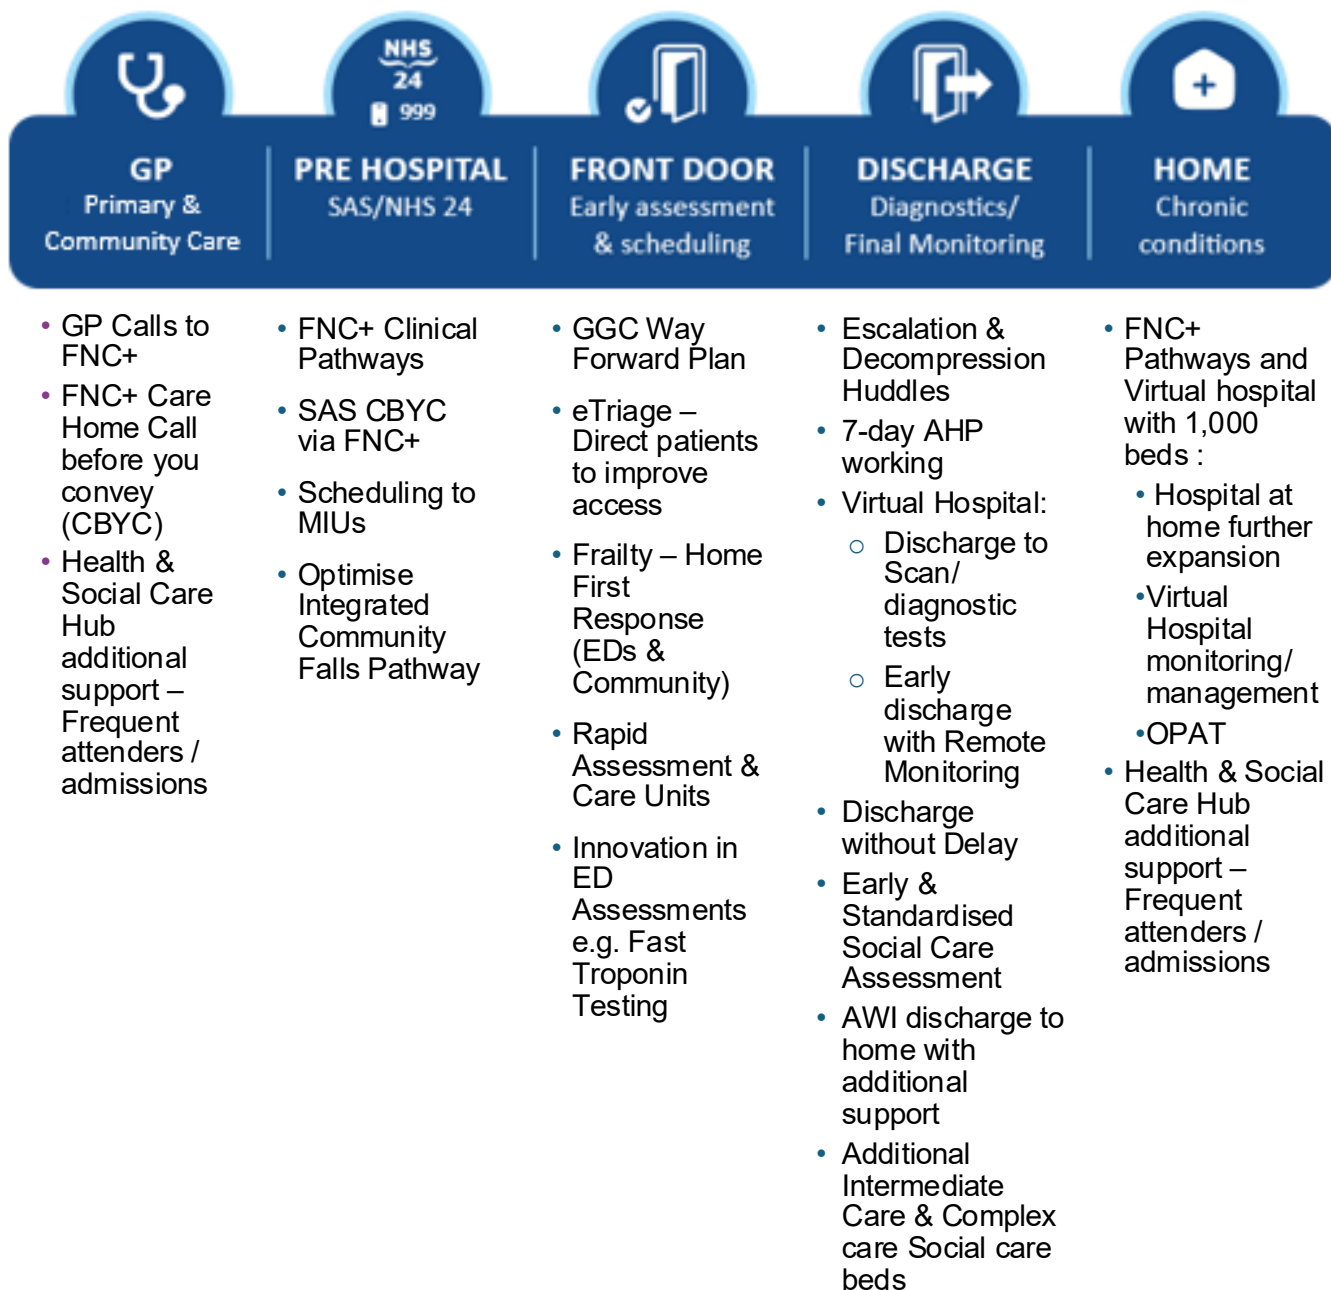 NHS
24
999
GP
Primary &
Community Care
PRE HOSPITAL
SAS/NHS 24
FRONT DOOR
Early assessment
& scheduling
DISCHARGE
Diagnostics/
Final Monitoring
HOME
Chronic
conditions
• GP Calls to
FNC+
• FNC+ Care
Home Call
before you
convey
(CBYC)
• Health &
Social Care
Hub
additional
support –
Frequent
attenders /
admissions
• FNC+ Clinical
Pathways
• SAS CBYC
via FNC+
• Scheduling to
MIUs
• Optimise
Integrated
Community
Falls Pathway
• GGC Way
Forward Plan
• eTriage –
Direct patients
to improve
access
• Frailty – Home
First
Response
(EDs &
Community)
• Rapid
Assessment &
Care Units
• Innovation in
ED
Assessments
e.g. Fast
Troponin
Testing
• Escalation &
Decompression
Huddles
• 7-day AHP
working
• Virtual Hospital:
o Discharge to
Scan/
diagnostic
tests
o Early
discharge
with Remote
Monitoring
• Discharge
without Delay
• Early &
Standardised
Social Care
Assessment
• AWI discharge to
home with
additional
support
• Additional
Intermediate
Care & Complex
care Social care
beds
• FNC+
Pathways and
Virtual hospital
with 1,000
beds :
• Hospital at
home further
expansion
•Virtual
Hospital
monitoring/
management
•OPAT
• Health & Social
Care Hub
additional
support –
Frequent
attenders /
admissions